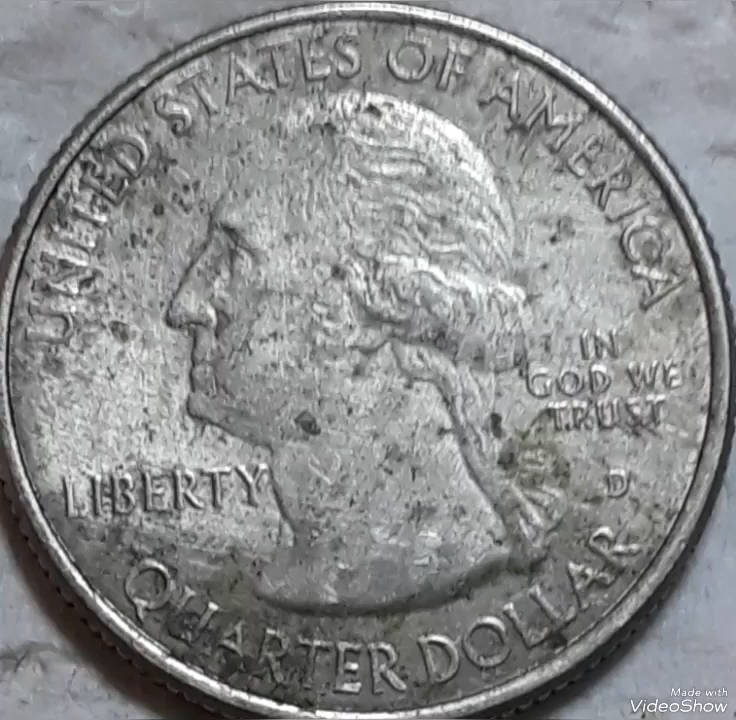 UNITED STATES OF AMERICA
IN
GOD WE
TRUST
LIBERTY
D
QUARTER DOLLAR
Made with
VideoShow